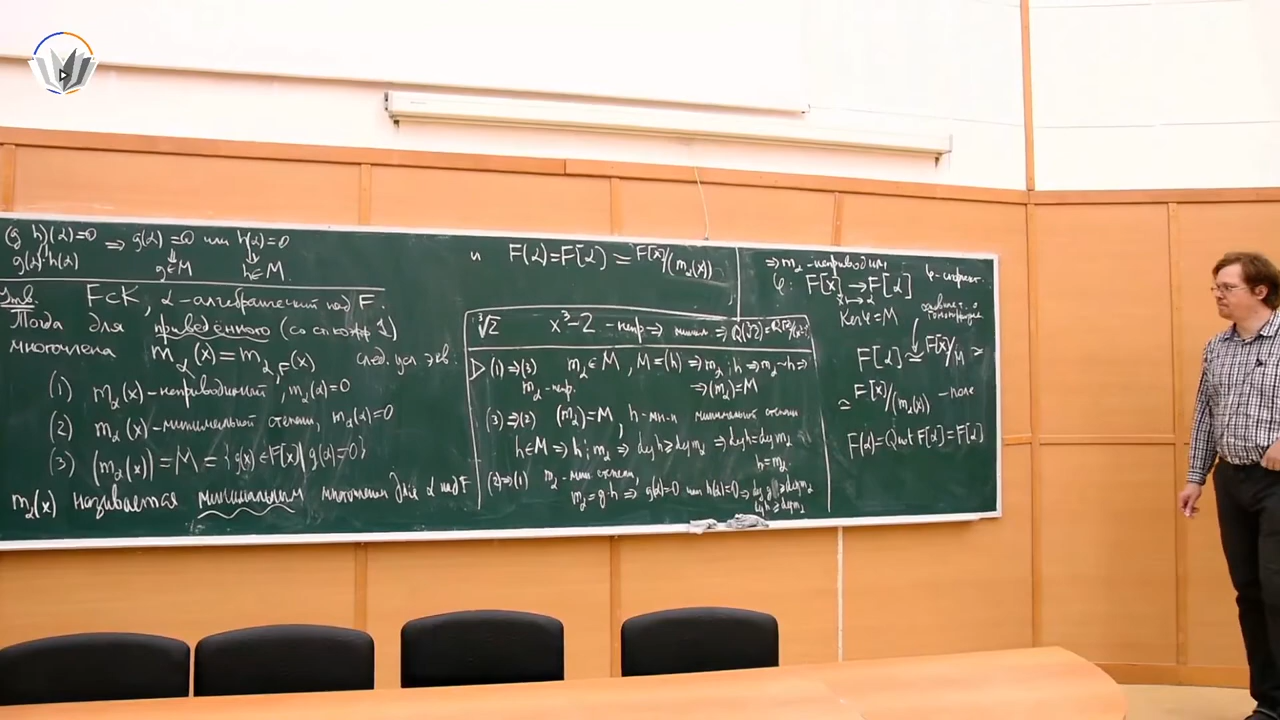 (g h)(α)=0 ⇒ g(α)=0 или h(α)=0
g(α)·h(α) ↓ ↓
g∈M h∈M.
Утв. F⊂K, α-алгебраический над F.
Тогда для приведённого (со ст. коэфф 1)
многочлена m_α(x)=m_{α,F}(x) след. усл. экв:
(1) m_α(x)-неприводимый, m_α(α)=0
(2) m_α(x)-минимальной степени, m_α(α)=0
(3) (m_α(x))=M={g(x)∈F[x]|g(α)=0}
m_α(x) называется минимальным многочленом для α над F
и F(α)=F[α]≅F[x]/(m_α(x))
∛2 x³-2 -непр⇒ миним ⇒ Q(∛2)=
▷ (1)⇒(3) m_α∈M, M=(h) ⇒ m_α⋮h ⇒ m_α~h ⇒
m_α-непр. ⇒(m_α)=M
(3)⇒(2) (m_α)=M, h-мн-н минимальной степени
h∈M ⇒ h⋮m_α ⇒ deg h≥deg m_α ⇒ deg h=deg m_α
h=m_α
(2)⇒(1) m_α-мин степени,
m_α=g·h ⇒ g(α)=0 или h(α)=0 ⇒ deg g≥deg m_α
deg h≥deg m_α
⇒m_α-неприводим,
φ: F[x]→F[α] φ-сюръект.
x↦α
Ker φ=M
F[α]≅F[x]/M≅
≅F[x]/(m_α(x)) -поле
F(α)=Quot F[α]=F[α]